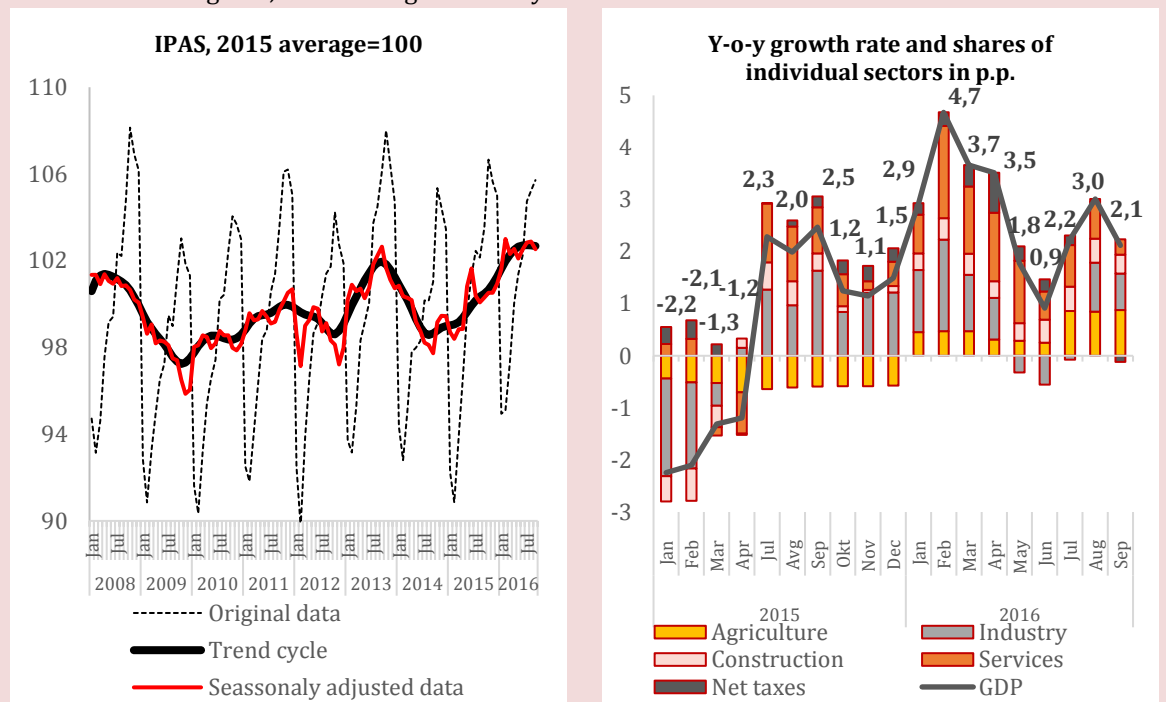 IPAS, 2015 average=100
110
106
102
98
94
90
Jan Jul Jan Jul Jan Jul Jan Jul Jan Jul Jan Jul Jan Jul Jan Jul Jan Jul
2008 2009 2010 2011 2012 2013 2014 2015 2016
Original data
Trend cycle
Seassonaly adjusted data
Y-o-y growth rate and shares of
individual sectors in p.p.
5
4
3
2
1
0
-1
-2
-3
-2,2
-2,1
-1,3
-1,2
2,3
2,0
2,5
1,2
1,1
1,5
2,9
4,7
3,7
3,5
1,8
0,9
2,2
3,0
2,1
Jan Feb Mar Apr Jul Avg Sep Okt Nov Dec Jan Feb Mar Apr May Jun Jul Aug Sep
2015 2016
Agriculture Industry
Construction Services
Net taxes GDP